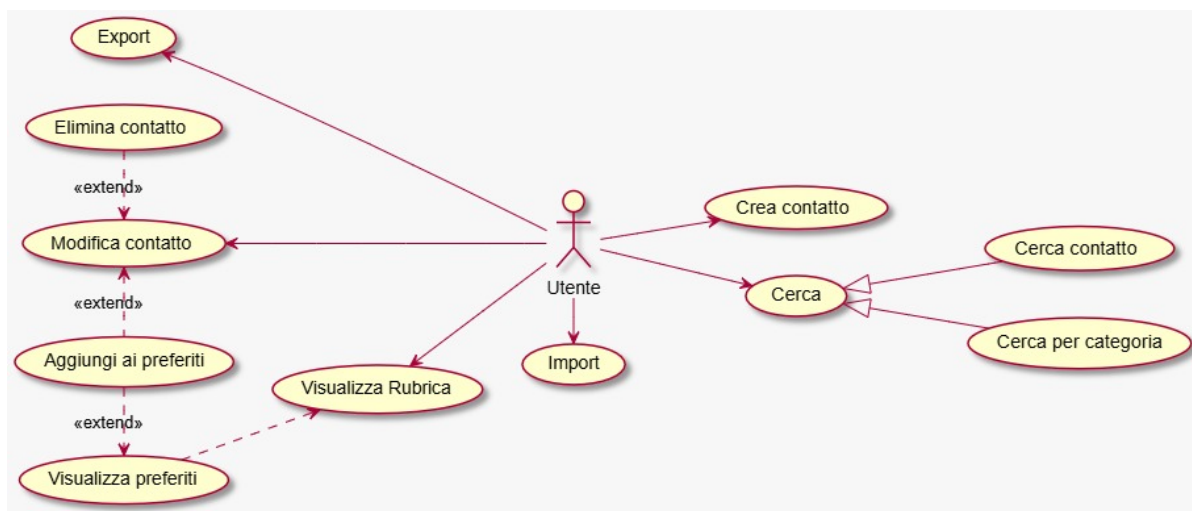 Export
Elimina contatto
«extend»
Modifica contatto
«extend»
Aggiungi ai preferiti
«extend»
Visualizza preferiti
Visualizza Rubrica
Utente
Import
Crea contatto
Cerca
Cerca contatto
Cerca per categoria